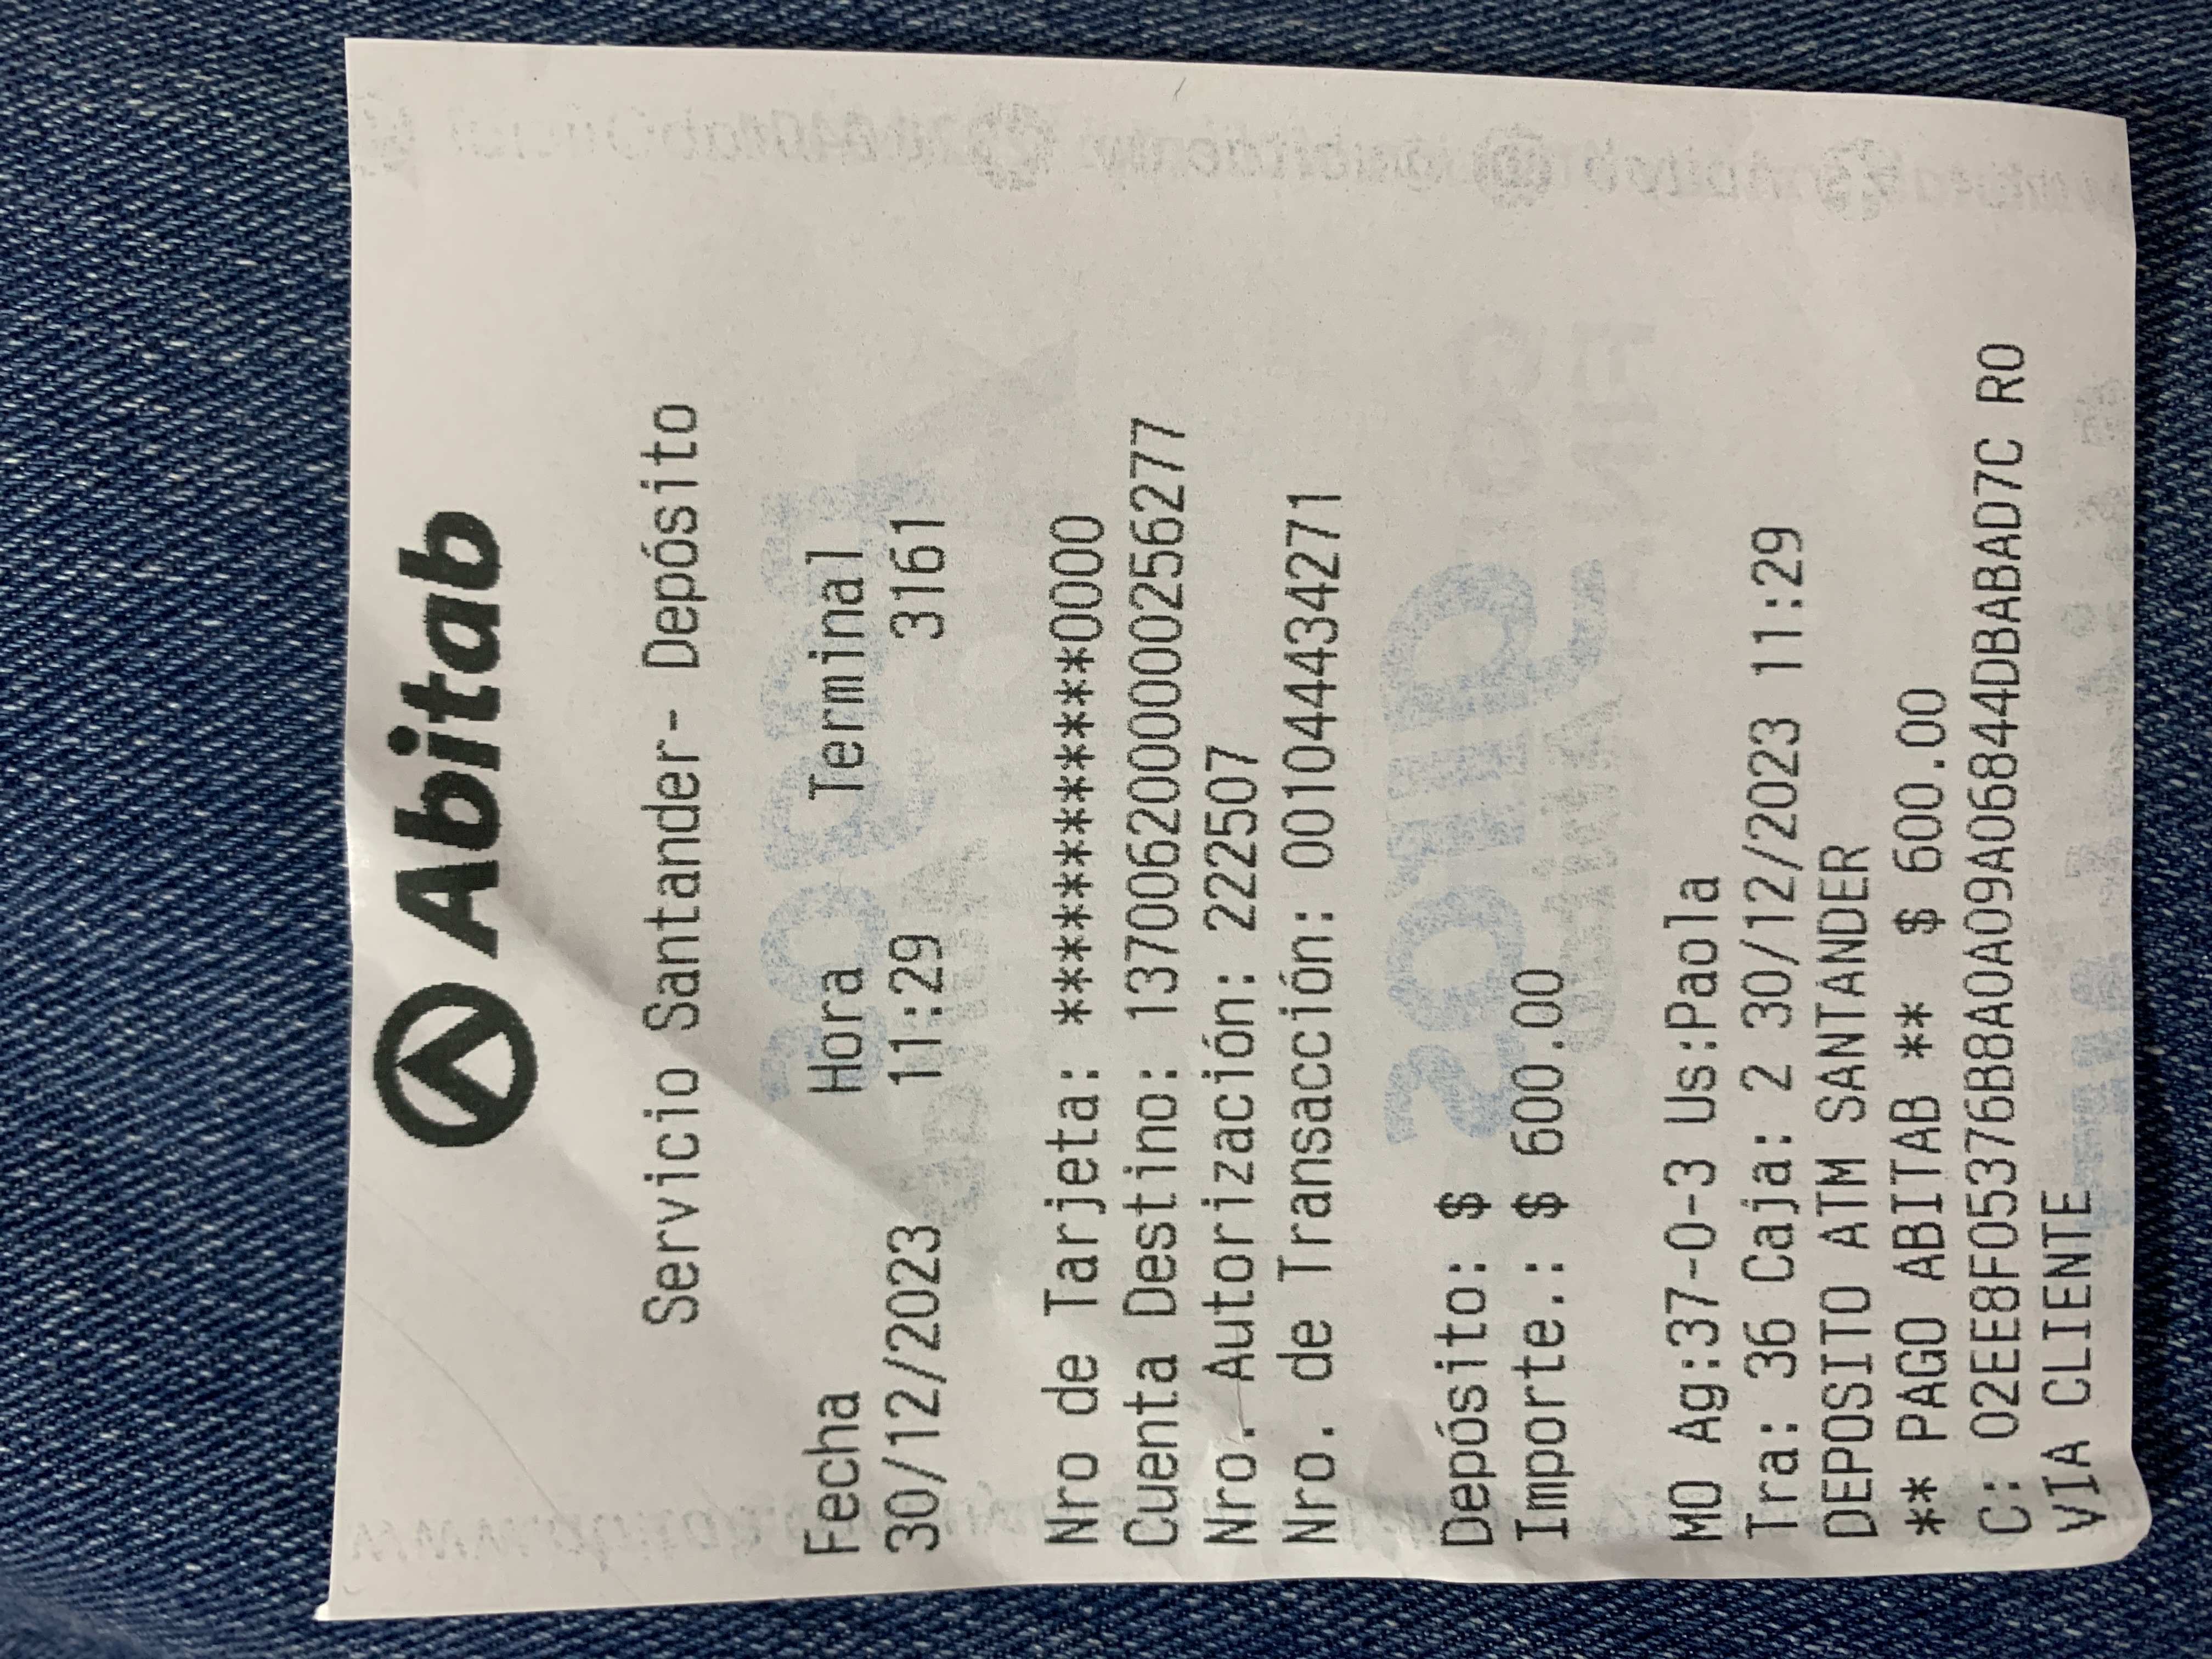 Abitab
Servicio Santander- Depósito
Fecha Hora Terminal
30/12/2023 11:29 3161
Nro de Tarjeta: ************0000
Cuenta Destino: 1370062000000256277
Nro. Autorización: 222507
Nro. de Transacción: 001044434271
Depósito: $
Importe.: $ 600.00
MO Ag:37-0-3 Us:Paola
Tra: 36 Caja: 2 30/12/2023 11:29
DEPOSITO ATM SANTANDER
** PAGO ABITAB ** $ 600.00
C: 02EE8F05376B8A0A09A06844DBABAD7C RO
VIA CLIENTE